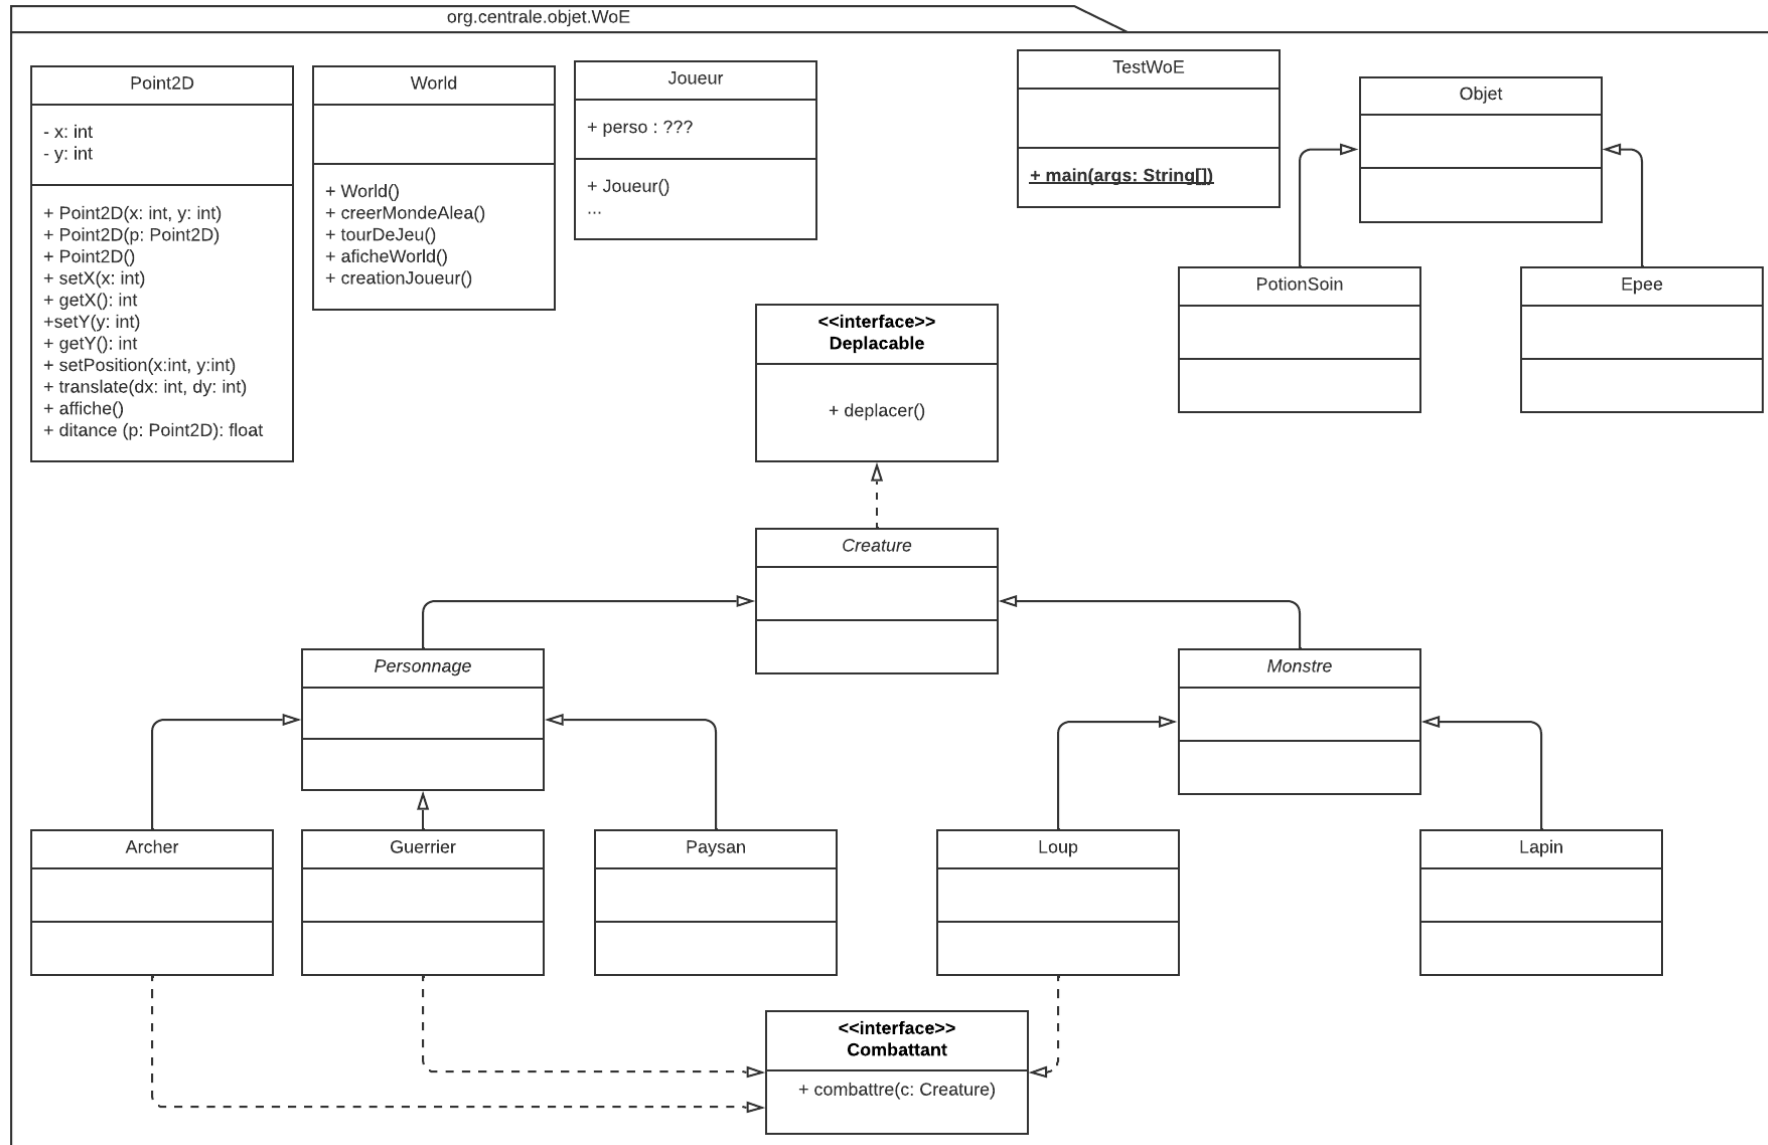 org.centrale.objet.WoE
Point2D
- x: int
- y: int
+ Point2D(x: int, y: int)
+ Point2D(p: Point2D)
+ Point2D()
+ setX(x: int)
+ getX(): int
+setY(y: int)
+ getY(): int
+ setPosition(x:int, y:int)
+ translate(dx: int, dy: int)
+ affiche()
+ ditance (p: Point2D): float
World
+ World()
+ creerMondeAlea()
+ tourDeJeu()
+ aficheWorld()
+ creationJoueur()
Joueur
+ perso : ???
+ Joueur()
...
TestWoE
+ main(args: String[])
Objet
PotionSoin
Epee
<<interface>>
Deplacable
+ deplacer()
Creature
Personnage
Monstre
Archer
Guerrier
Paysan
Loup
Lapin
<<interface>>
Combattant
+ combattre(c: Creature)